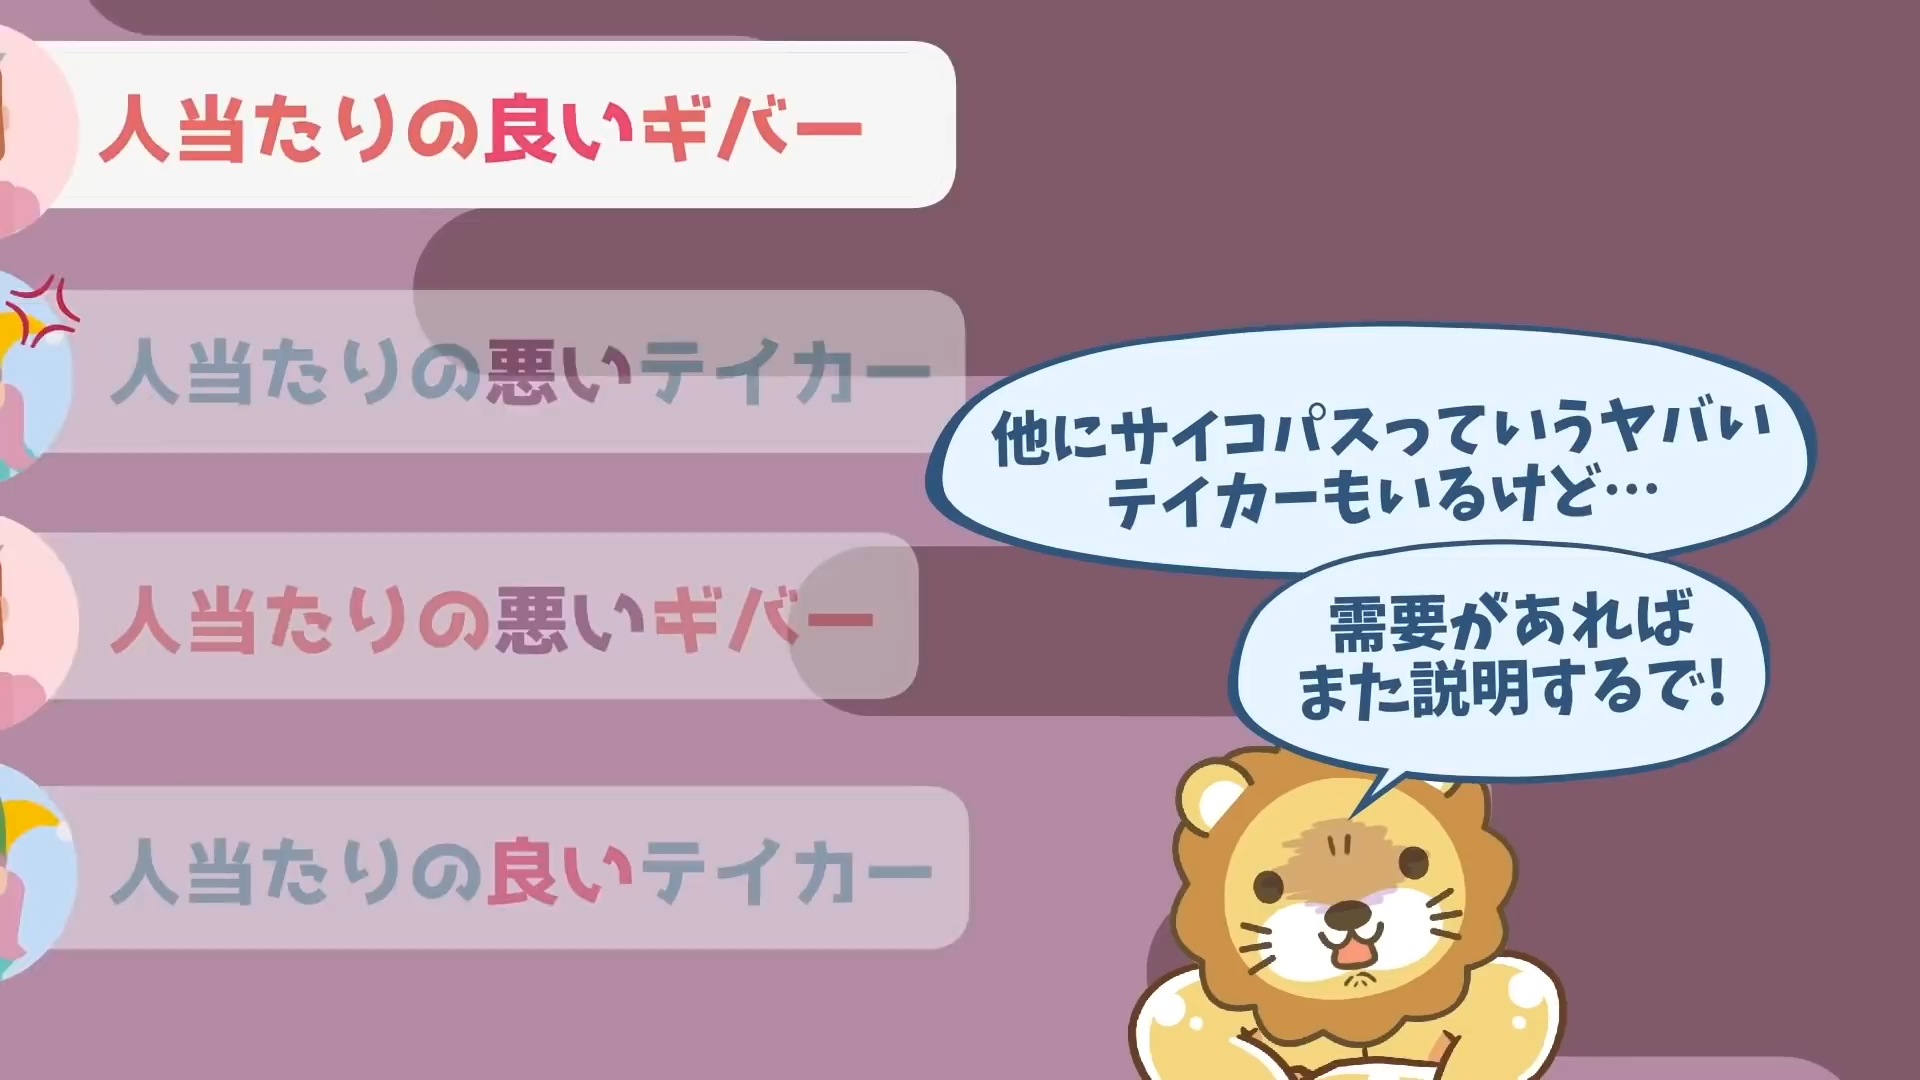 人当たりの良いギバー
人当たりの悪いテイカー
人当たりの悪いギバー
人当たりの良いテイカー
他にサイコパスっていうヤバい
テイカーもいるけど…
需要があれば
また説明するで!